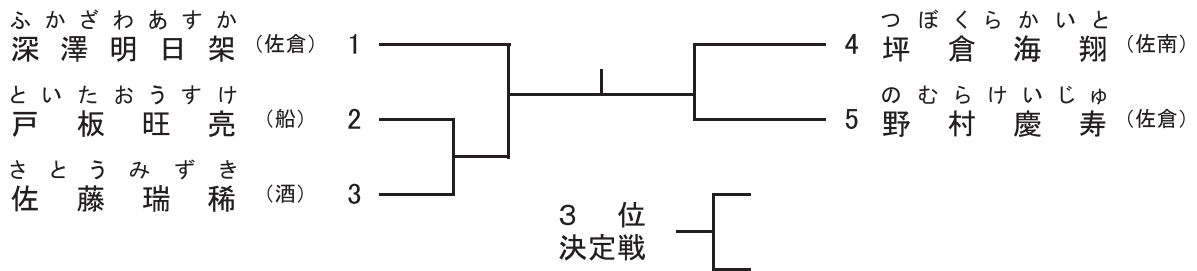 ふかざわあすか
深澤明日架 （佐倉） 1
といたおうすけ
戸板旺亮 （船） 2
さとうみずき
佐藤瑞稀 （酒） 3
つぼくらかいと
4 坪倉海翔 （佐南）
のむらけいじゅ
5 野村慶寿 （佐倉）
3位
決定戦